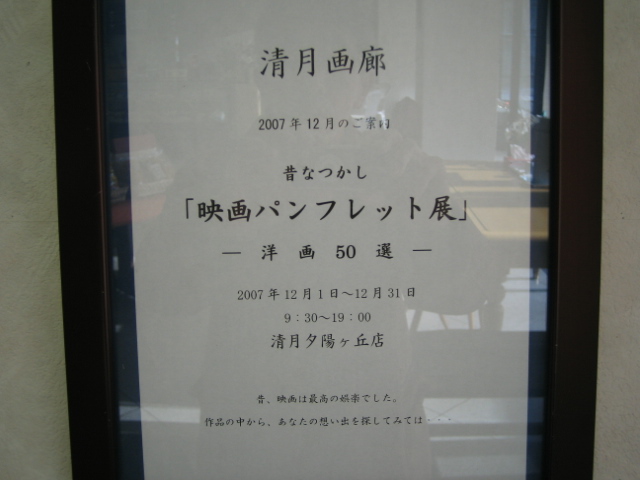 清月画廊
2007年12月のご案内
昔なつかし
「映画パンフレット展」
― 洋 画 50 選 ―
2007年12月1日～12月31日
9：30～19：00
清月夕陽ヶ丘店
昔、映画は最高の娯楽でした。
作品の中から、あなたの想い出を探してみては・・・・